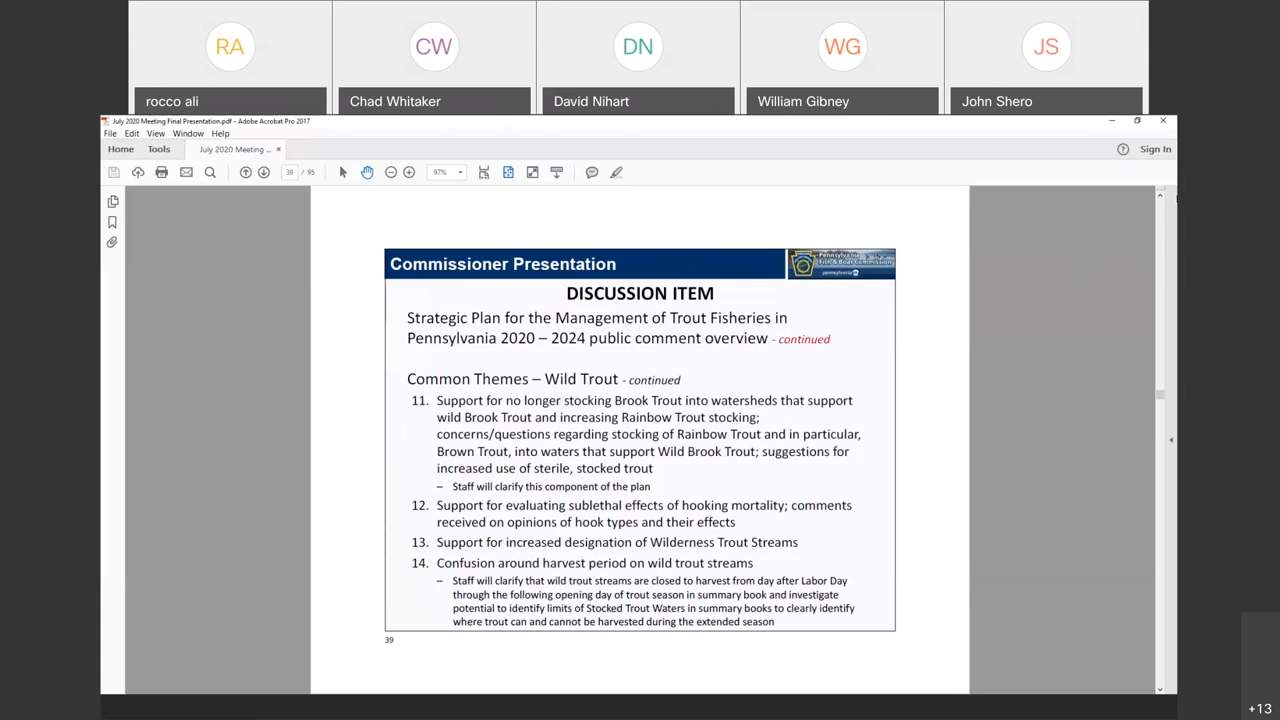 RA
CW
DN
WG
JS
rocco ali
Chad Whitaker
David Nihart
William Gibney
John Shero
July 2020 Meeting Final Presentation.pdf - Adobe Acrobat Pro 2017
File Edit View Window Help
Home Tools July 2020 Meeting ... ×
Sign In
39 / 95
97%
Commissioner Presentation
Pennsylvania
Fish & Boat Commission
pennsylvania
DISCUSSION ITEM
Strategic Plan for the Management of Trout Fisheries in
Pennsylvania 2020 – 2024 public comment overview - continued
Common Themes – Wild Trout - continued
11. Support for no longer stocking Brook Trout into watersheds that support
wild Brook Trout and increasing Rainbow Trout stocking;
concerns/questions regarding stocking of Rainbow Trout and in particular,
Brown Trout, into waters that support Wild Brook Trout; suggestions for
increased use of sterile, stocked trout
– Staff will clarify this component of the plan
12. Support for evaluating sublethal effects of hooking mortality; comments
received on opinions of hook types and their effects
13. Support for increased designation of Wilderness Trout Streams
14. Confusion around harvest period on wild trout streams
– Staff will clarify that wild trout streams are closed to harvest from day after Labor Day
through the following opening day of trout season in summary book and investigate
potential to identify limits of Stocked Trout Waters in summary books to clearly identify
where trout can and cannot be harvested during the extended season
39
+13